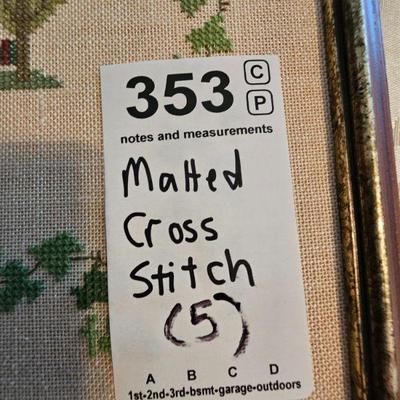 353 C
P
notes and measurements
Matted
Cross
Stitch
(5)
A B C D
1st-2nd-3rd-bsmt-garage-outdoors